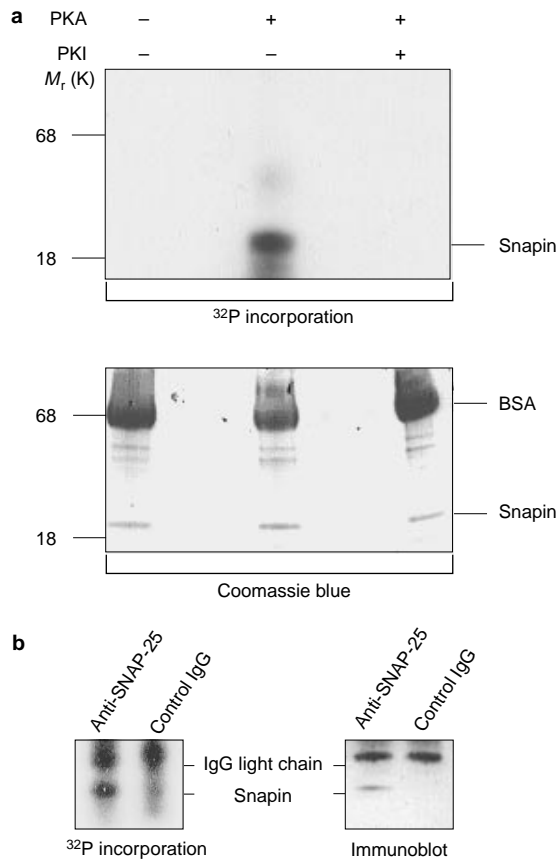 a
PKA – + +
PKI – – +
Mr (K)
68
18
Snapin
32P incorporation
68
18
BSA
Snapin
Coomassie blue
b
Anti-SNAP-25 Control IgG Anti-SNAP-25 Control IgG
IgG light chain
Snapin
32P incorporation Immunoblot